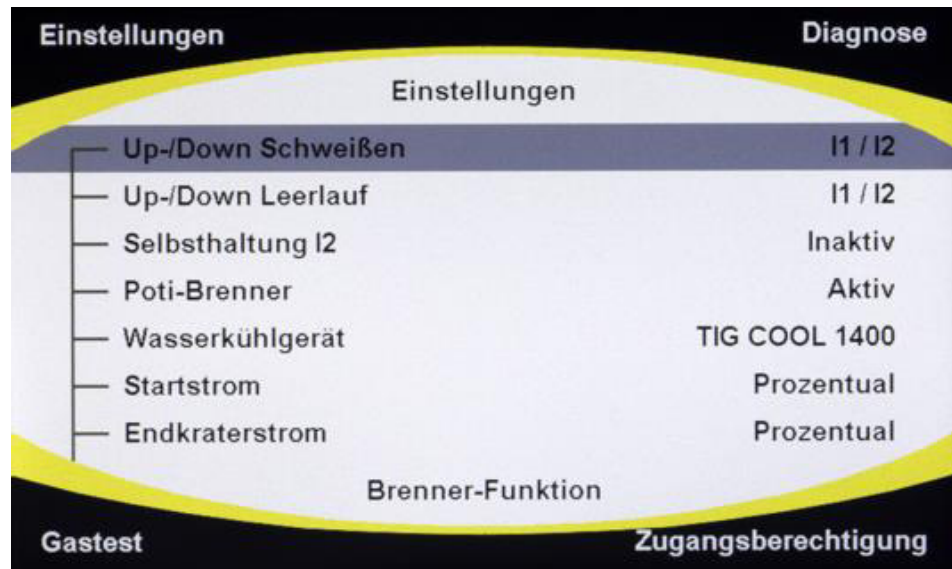 Einstellungen Diagnose
Einstellungen
Up-/Down Schweißen I1 / I2
Up-/Down Leerlauf I1 / I2
Selbsthaltung I2 Inaktiv
Poti-Brenner Aktiv
Wasserkühlgerät TIG COOL 1400
Startstrom Prozentual
Endkraterstrom Prozentual
Brenner-Funktion
Gastest Zugangsberechtigung